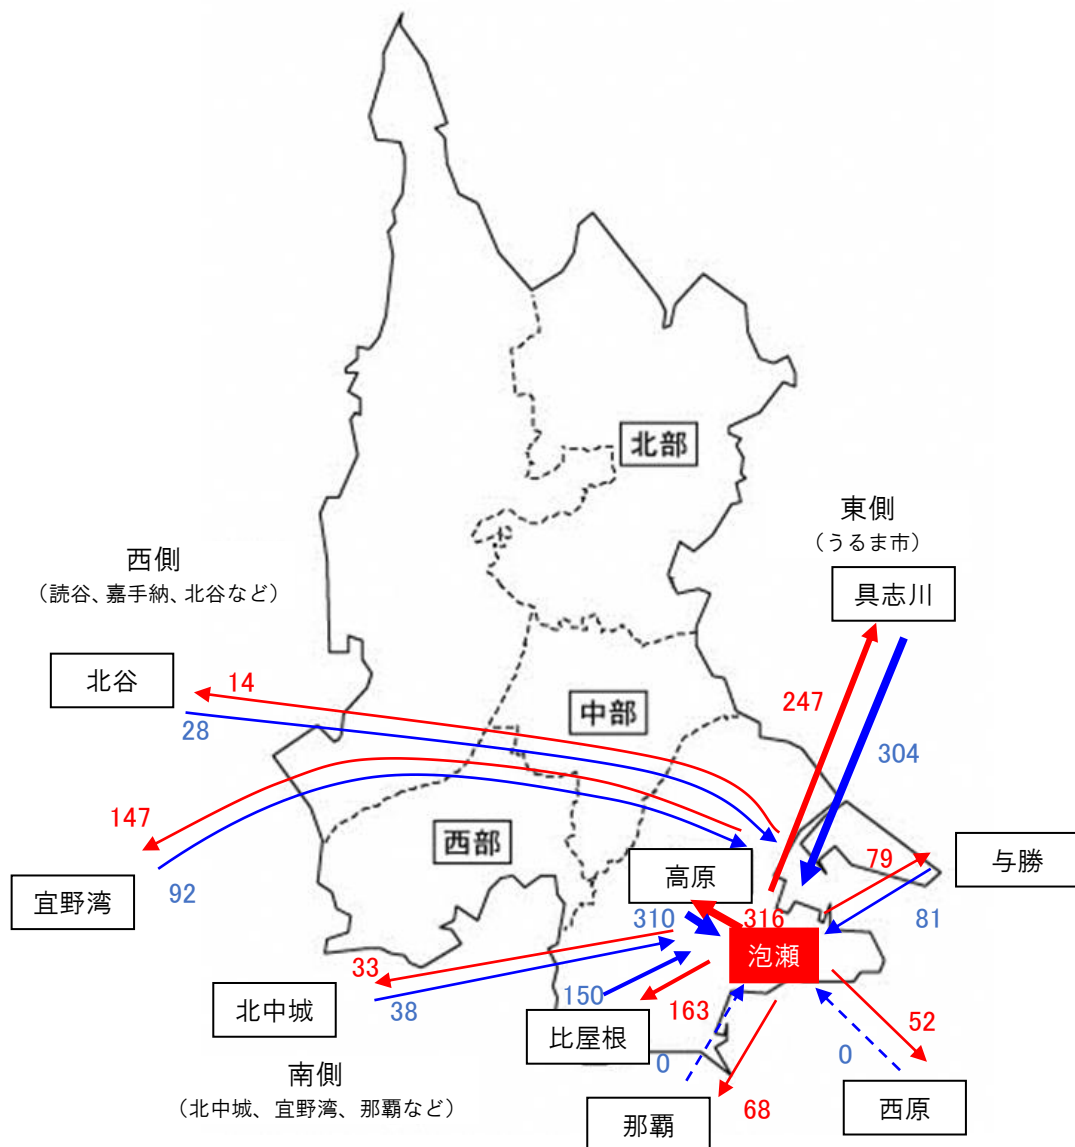 北部
東側
（うるま市）
具志川
西側
（読谷、嘉手納、北谷など）
北谷
14
28
中部
247
304
147
92
宜野湾
西部
高原
310
316
79
与勝
81
泡瀬
33
38
北中城
150
163
比屋根
52
0
西原
0
68
那覇
南側
（北中城、宜野湾、那覇など）